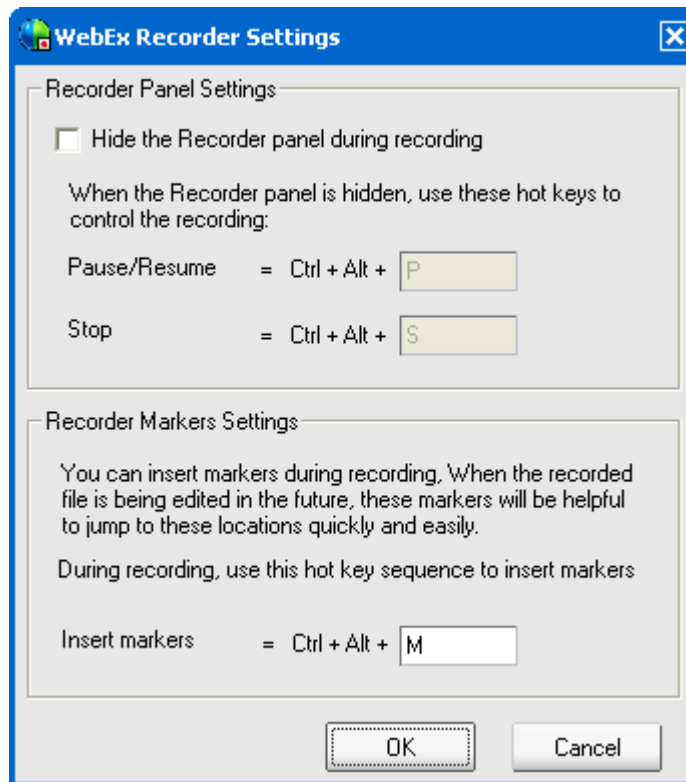 WebEx Recorder Settings
Recorder Panel Settings
Hide the Recorder panel during recording
When the Recorder panel is hidden, use these hot keys to
control the recording:
Pause/Resume = Ctrl + Alt + P
Stop = Ctrl + Alt + S
Recorder Markers Settings
You can insert markers during recording, When the recorded
file is being edited in the future, these markers will be helpful
to jump to these locations quickly and easily.
During recording, use this hot key sequence to insert markers
Insert markers = Ctrl + Alt + M
OK Cancel